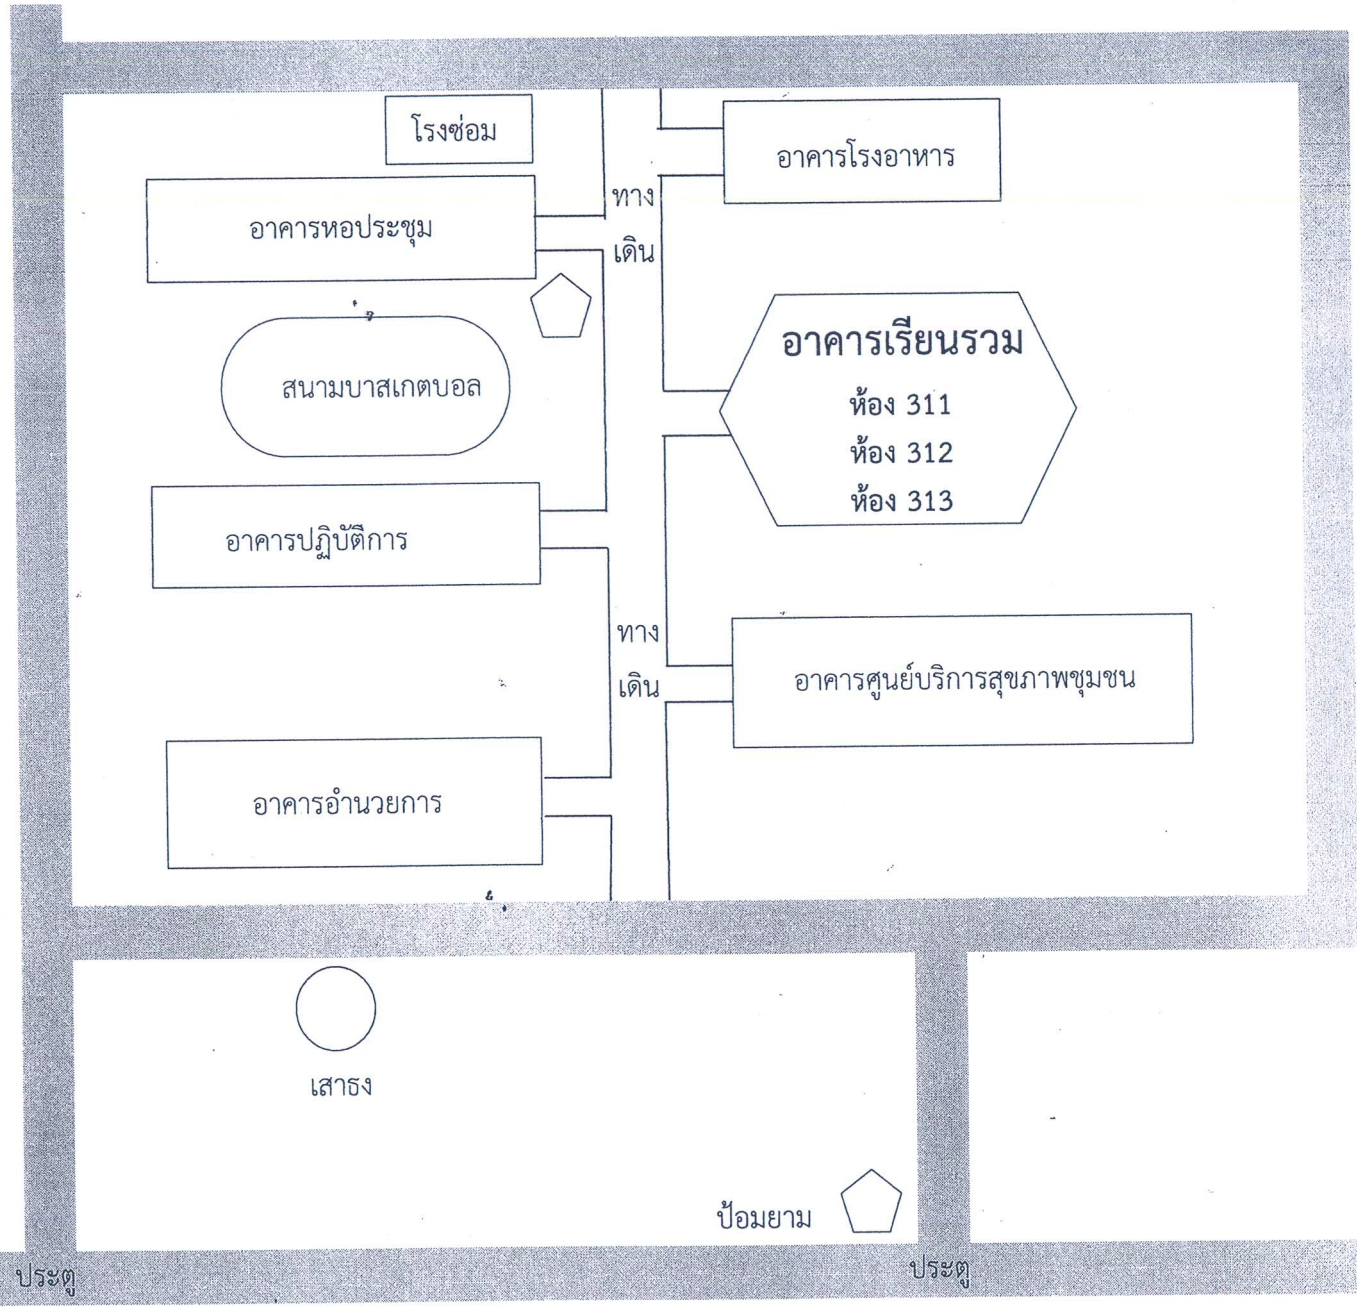 โรงซ่อม
อาคารโรงอาหาร
ทาง
อาคารหอประชุม
เดิน
อาคารเรียนรวม
สนามบาสเกตบอล
ห้อง 311
ห้อง 312
ห้อง 313
อาคารปฏิบัตีการ
ทาง
เดิน
อาคารศูนย์บริการสุขภาพชุมชน
อาคารอำนวยการ
เสาธง
ป้อมยาม
ประตู
ประตู